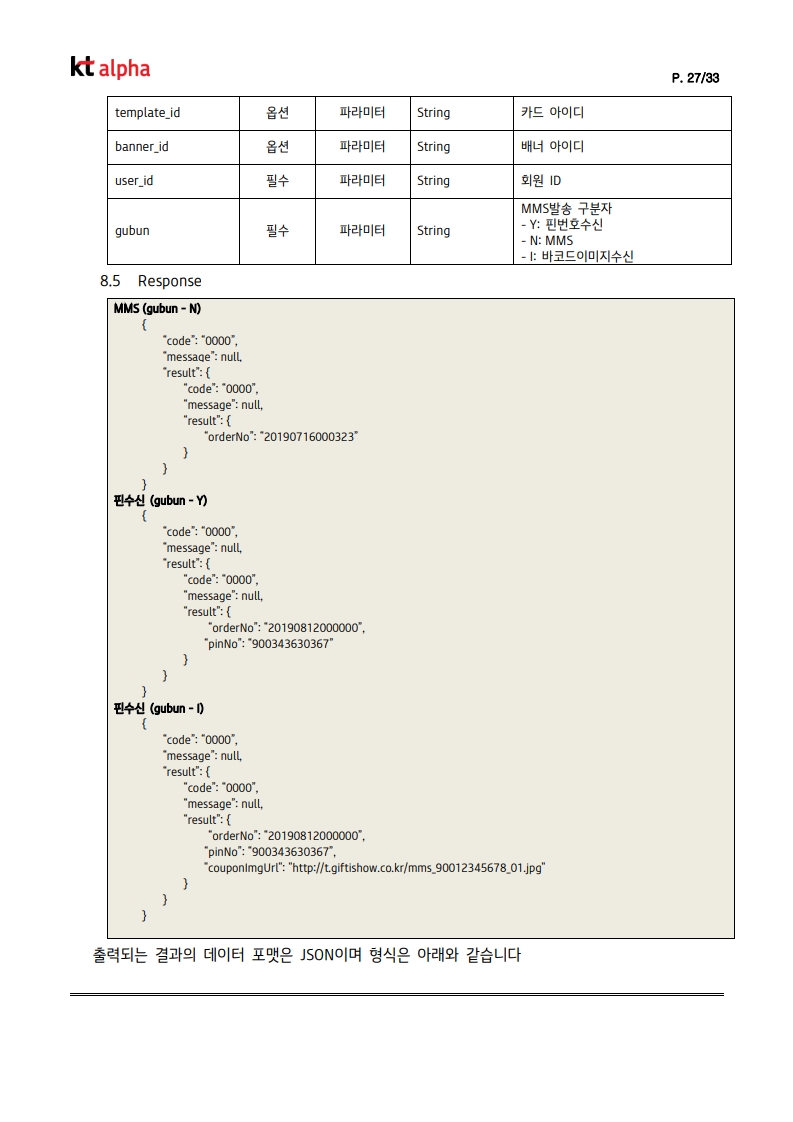 kt alpha
P. 27/33
template_id 옵션 파라미터 String 카드 아이디
banner_id 옵션 파라미터 String 배너 아이디
user_id 필수 파라미터 String 회원 ID
gubun 필수 파라미터 String MMS발송 구분자
- Y: 핀번호수신
- N: MMS
- I: 바코드이미지수신
8.5 Response
MMS (gubun – N)
{
“code”: “0000”,
“message”: null,
“result”: {
“code”: “0000”,
“message”: null,
“result”: {
“orderNo”: “20190716000323”
}
}
}
핀수신 (gubun – Y)
{
“code”: “0000”,
“message”: null,
“result”: {
“code”: “0000”,
“message”: null,
“result”: {
“orderNo”: “20190812000000”,
“pinNo”: “900343630367”
}
}
}
핀수신 (gubun – I)
{
“code”: “0000”,
“message”: null,
“result”: {
“code”: “0000”,
“message”: null,
“result”: {
“orderNo”: “20190812000000”,
“pinNo”: “900343630367”,
“couponImgUrl”: "http://t.giftishow.co.kr/mms_90012345678_01.jpg"
}
}
}
출력되는 결과의 데이터 포맷은 JSON이며 형식은 아래와 같습니다